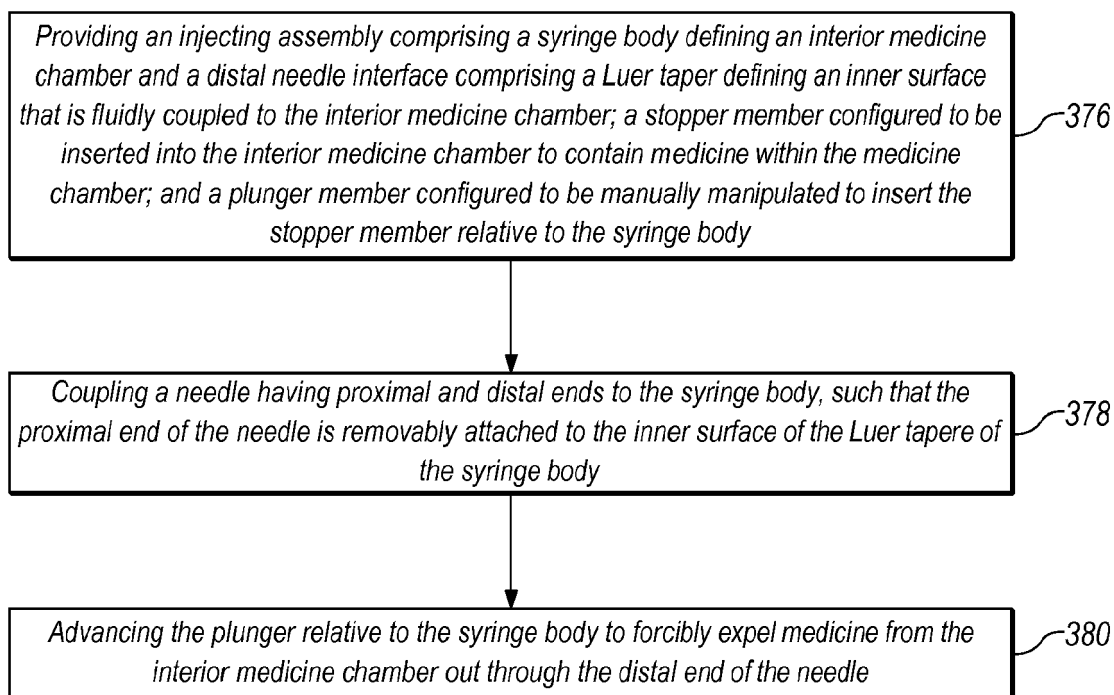 Providing an injecting assembly comprising a syringe body defining an interior medicine
chamber and a distal needle interface comprising a Luer taper defining an inner surface
that is fluidly coupled to the interior medicine chamber; a stopper member configured to be
inserted into the interior medicine chamber to contain medicine within the medicine
chamber; and a plunger member configured to be manually manipulated to insert the
stopper member relative to the syringe body
376
Coupling a needle having proximal and distal ends to the syringe body, such that the
proximal end of the needle is removably attached to the inner surface of the Luer tapere of
the syringe body
378
Advancing the plunger relative to the syringe body to forcibly expel medicine from the
interior medicine chamber out through the distal end of the needle
380